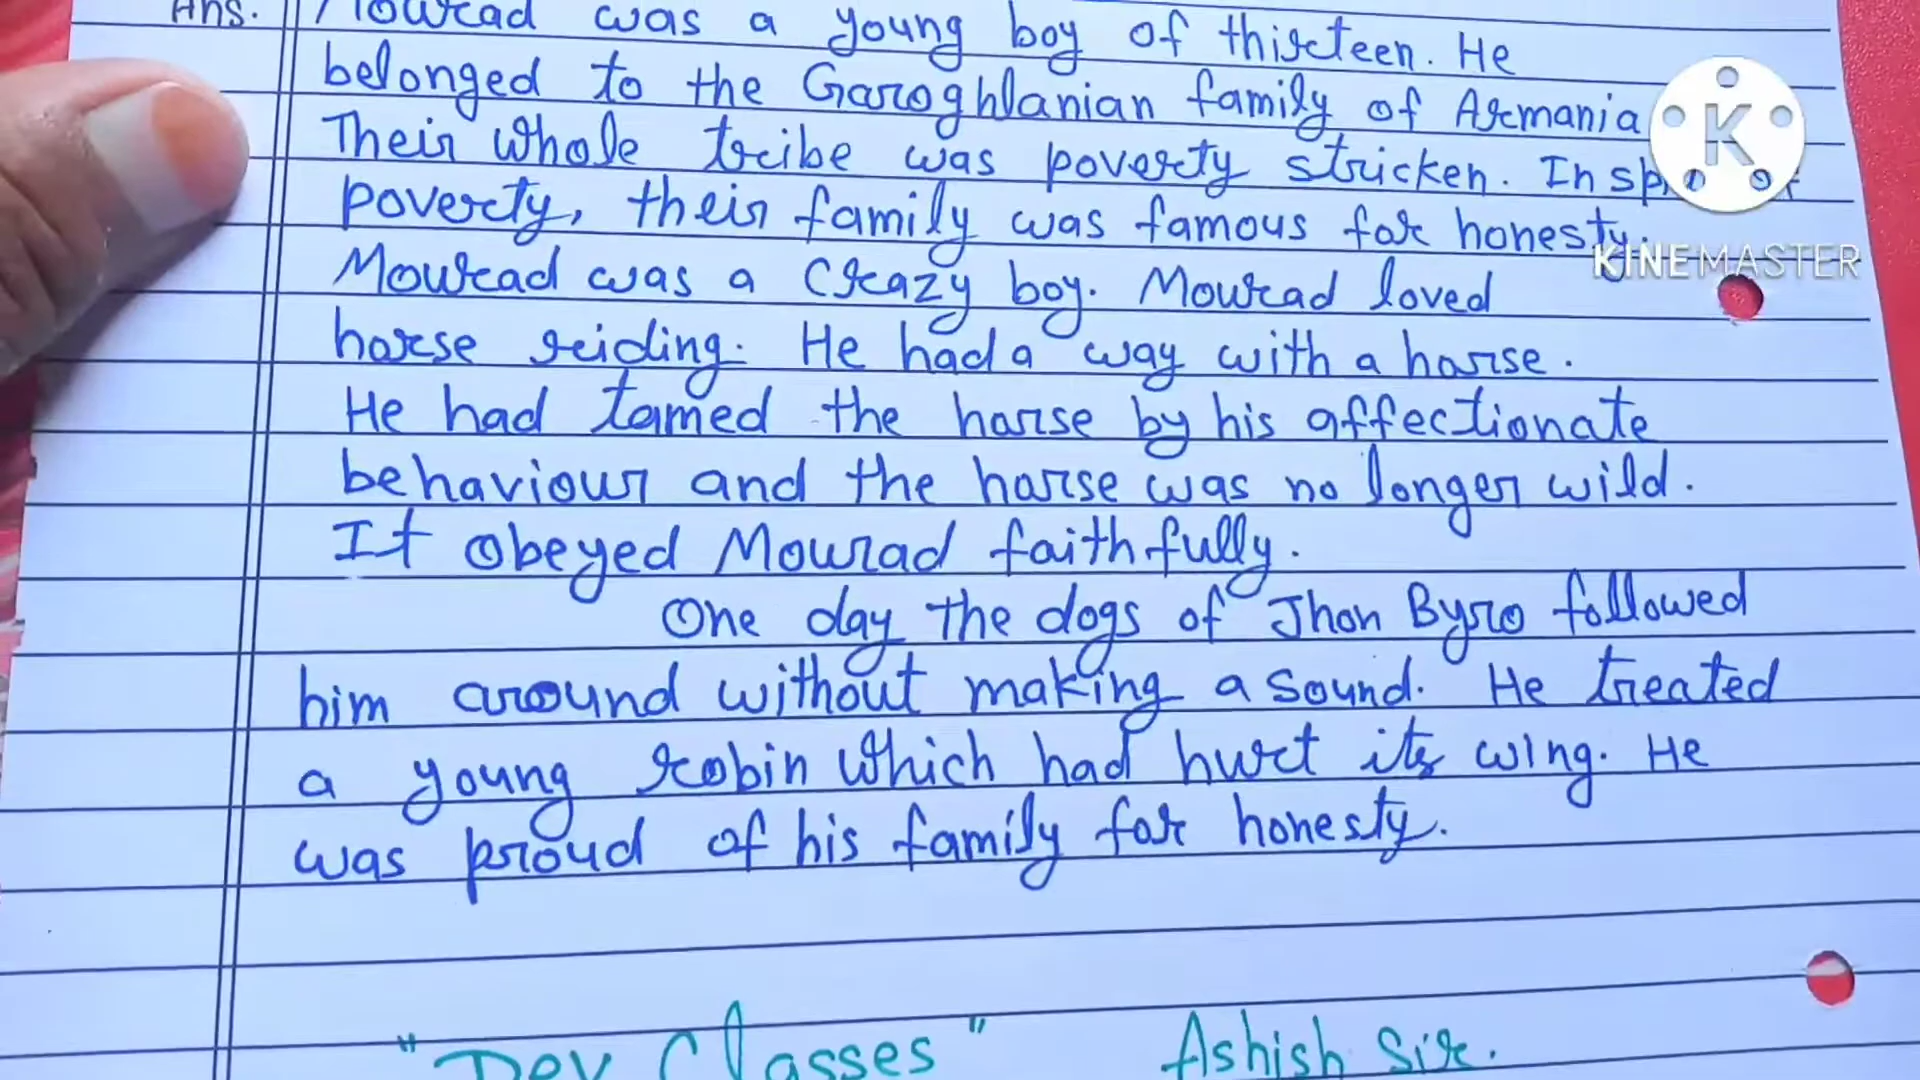 Ans. Mourad was a young boy of thirteen. He
belonged to the Garoghlanian family of Armania
Their whole tribe was poverty stricken. In spite of
poverty, their family was famous for honesty.
Mourad was a Crazy boy. Mourad loved
horse riding. He had a way with a horse.
He had tamed the horse by his affectionate
behaviour and the horse was no longer wild.
It obeyed Mourad faithfully.
One day the dogs of Jhon Byro followed
him around without making a sound. He treated
a young robin which had hurt its wing. He
was proud of his family for honesty.
"Dev Classes" Ashish Sir.
K
KINEMASTER